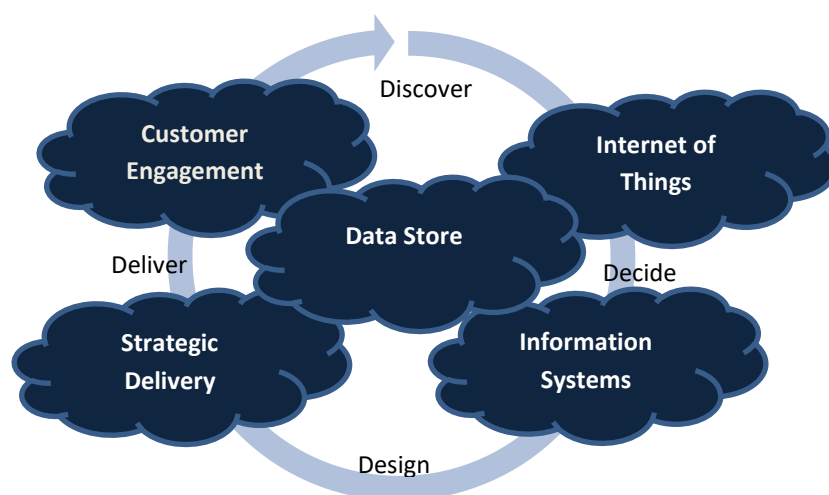 Discover
Customer
Engagement
Internet of
Things
Data Store
Deliver
Decide
Strategic
Delivery
Information
Systems
Design